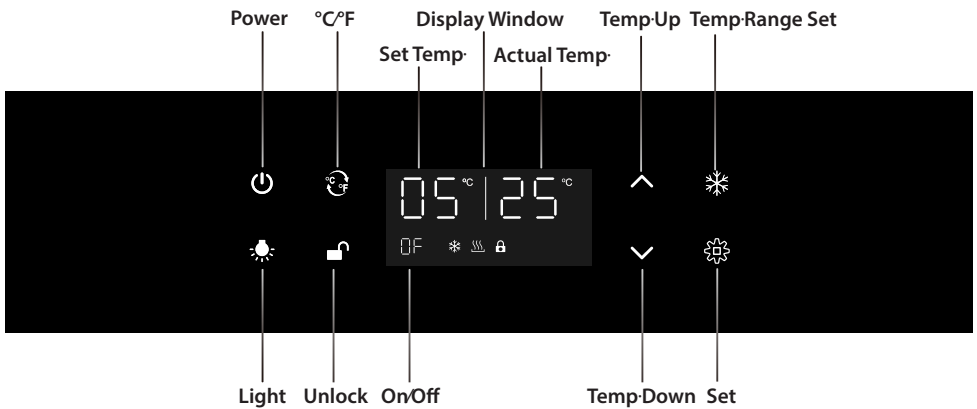 Power °C/°F Display Window Temp·Up Temp·Range Set
Set Temp· Actual Temp·
°C °F 05 °C 25 °C
0F
Light Unlock On/Off Temp·Down Set